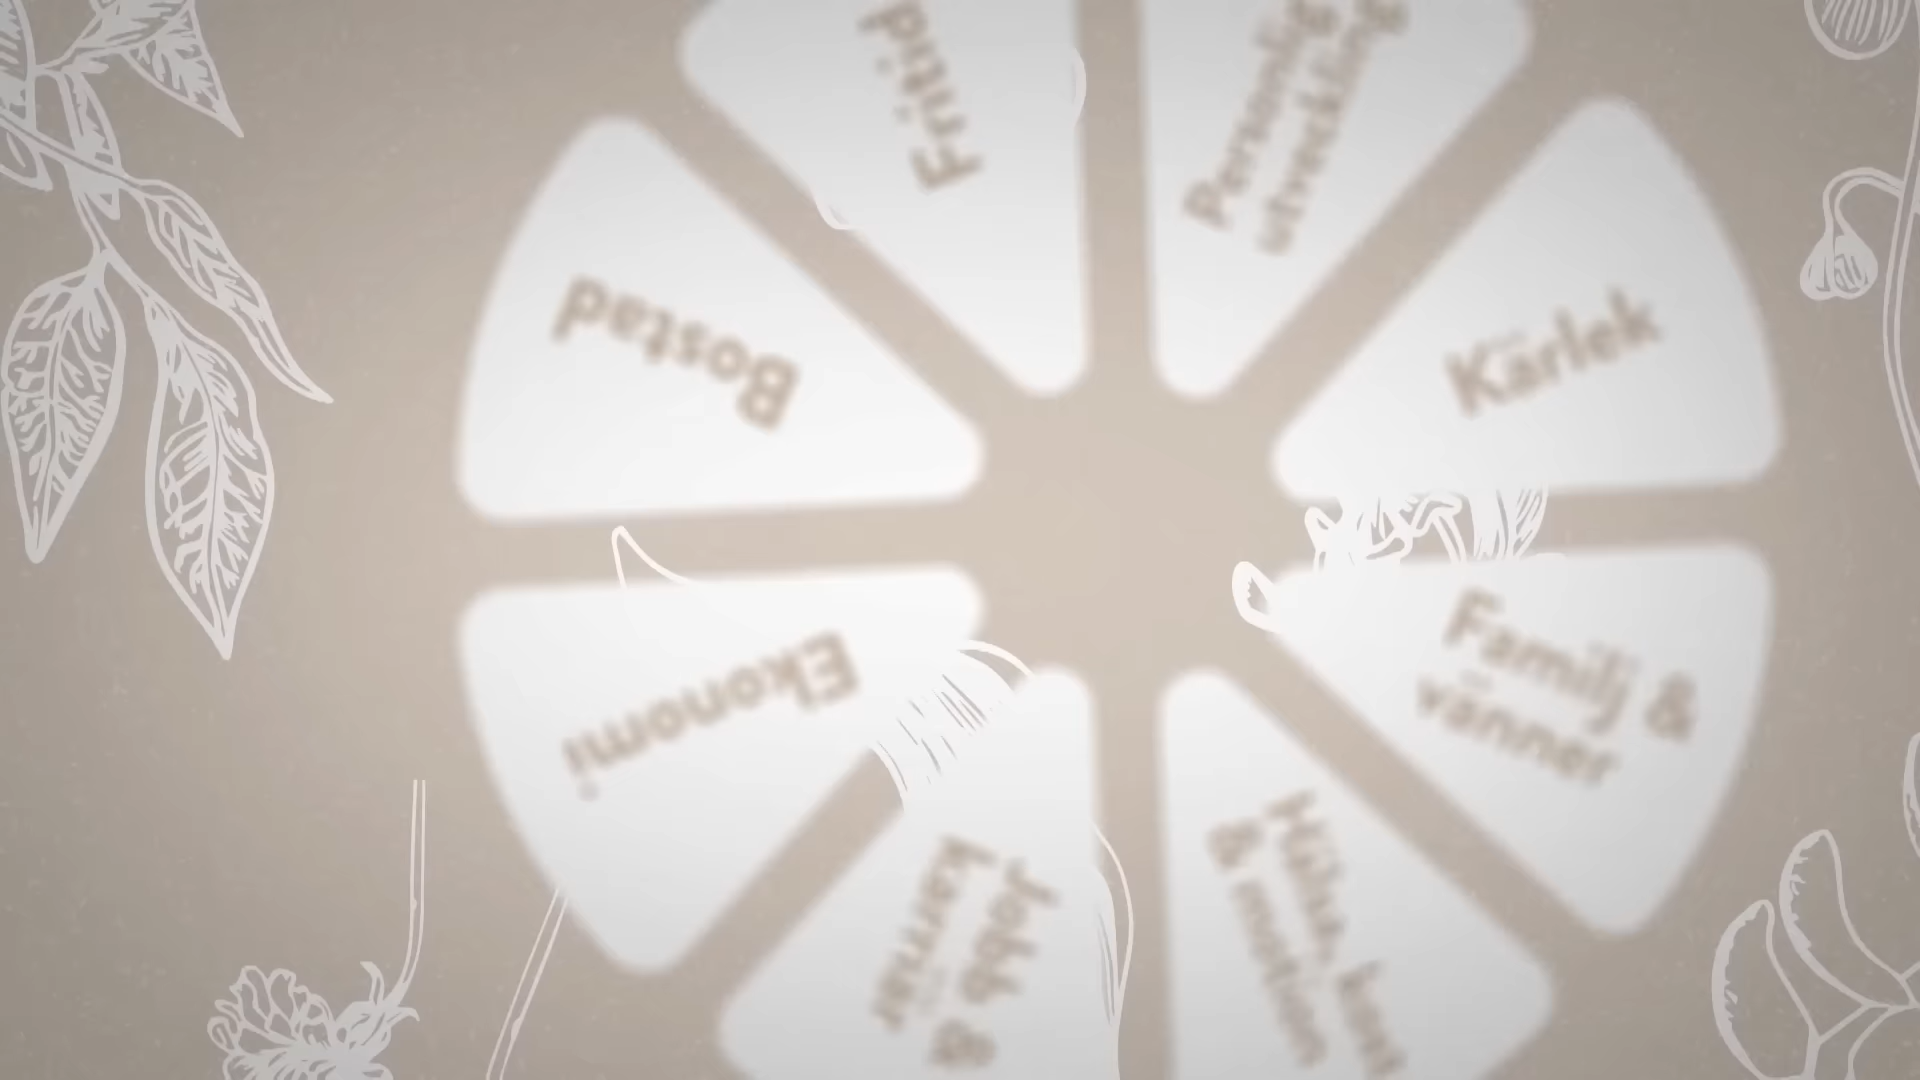 Fritid
Personlig
utveckling
Kärlek
Familj &
vänner
Hälsa, kost
& motion
Jobb &
karriär
Ekonomi
Bostad